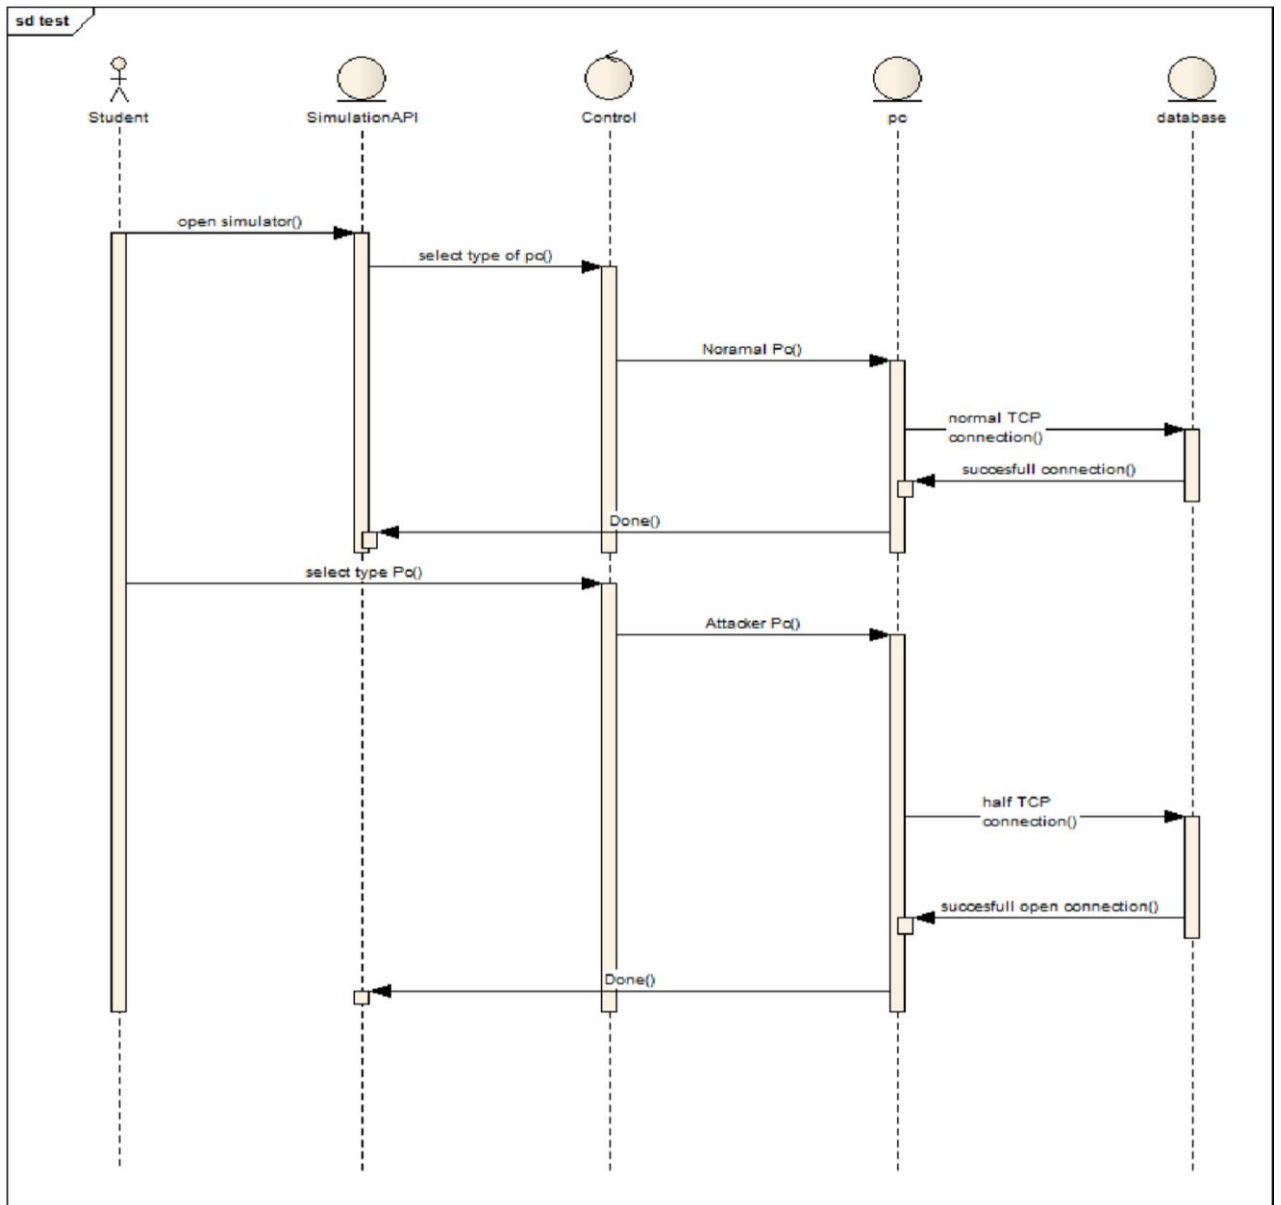 sd test
Student
SimulationAPI
Control
pc
database
open simulator()
select type of pc()
Noramal Pc()
normal TCP
connection()
succesfull connection()
Done()
select type Pc()
Attacker Pc()
half TCP
connection()
succesfull open connection()
Done()